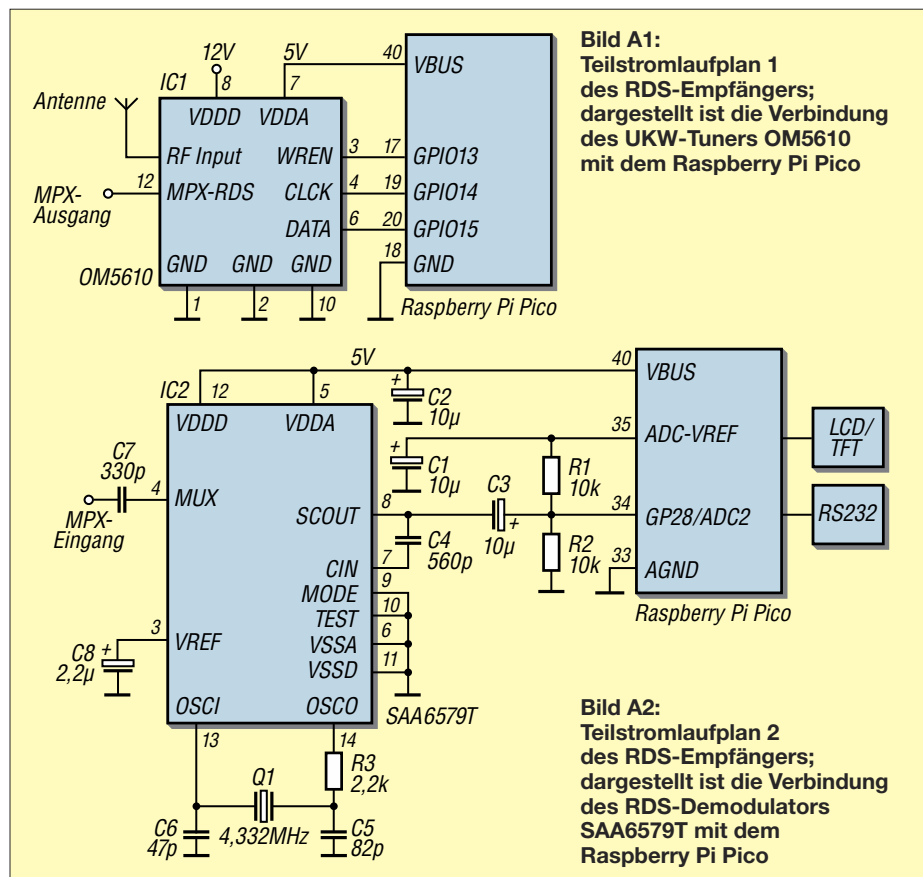 12V
5V
40
VBUS
IC1
8
7
Antenne
VDDD
VDDA
RF Input
WREN
3
17
GPIO13
12
MPX-RDS
CLCK
4
19
GPIO14
MPX-
Ausgang
DATA
6
20
GPIO15
18
GND
GND
GND
GND
OM5610
1
2
10
Raspberry Pi Pico
Bild A1:
Teilstromlaufplan 1
des RDS-Empfängers;
dargestellt ist die Verbindung
des UKW-Tuners OM5610
mit dem Raspberry Pi Pico
5V
40
VBUS
IC2
12
5
VDDD
VDDA
+
C2
10µ
35
ADC-VREF
LCD/
TFT
C7
330p
4
MUX
+
C1
10µ
C3
R1
10k
MPX-
Eingang
SCOUT
8
+
10µ
34
GP28/ADC2
RS232
C4
560p
R2
10k
CIN
7
33
AGND
MODE
9
TEST
10
Raspberry Pi Pico
3
VREF
VSSA
6
C8
2,2µ
+
VSSD
11
OSCI
OSCO
SAA6579T
13
14
Q1
R3
2,2k
C6
47p
4,332MHz
C5
82p
Bild A2:
Teilstromlaufplan 2
des RDS-Empfängers;
dargestellt ist die Verbindung
des RDS-Demodulators
SAA6579T mit dem
Raspberry Pi Pico